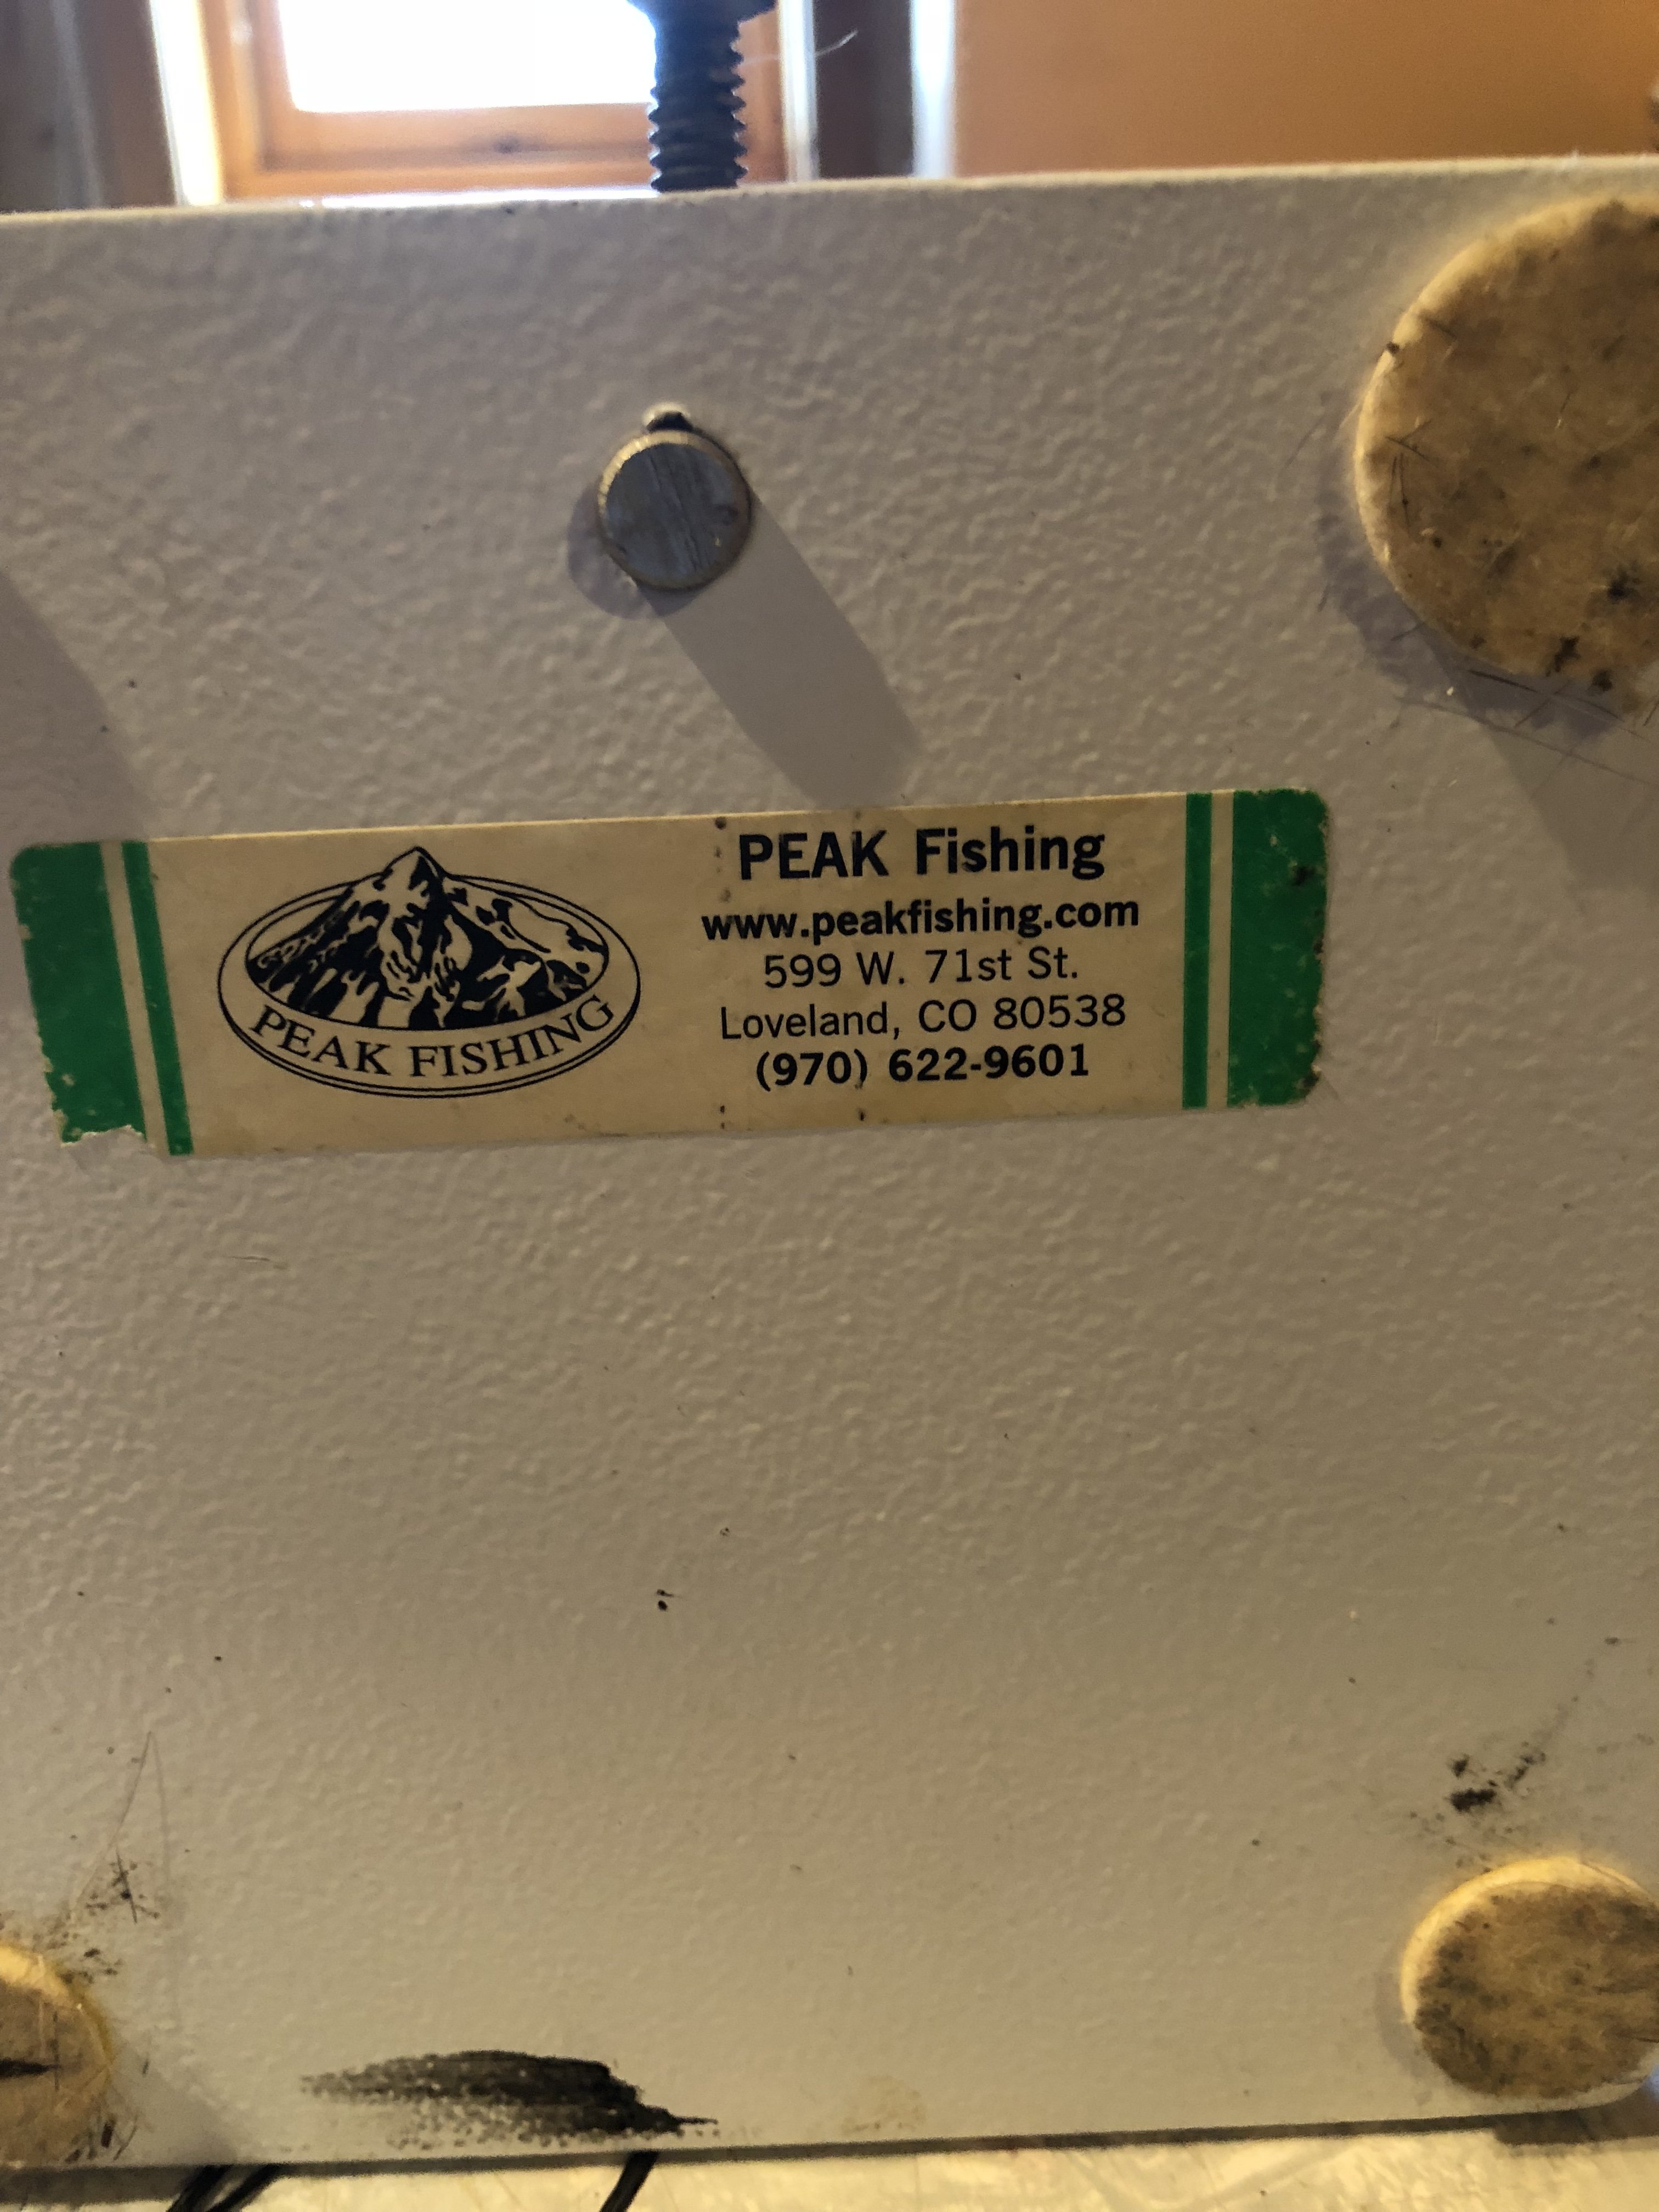 PEAK FISHING
PEAK Fishing
www.peakfishing.com
599 W. 71st St.
Loveland, CO 80538
(970) 622-9601